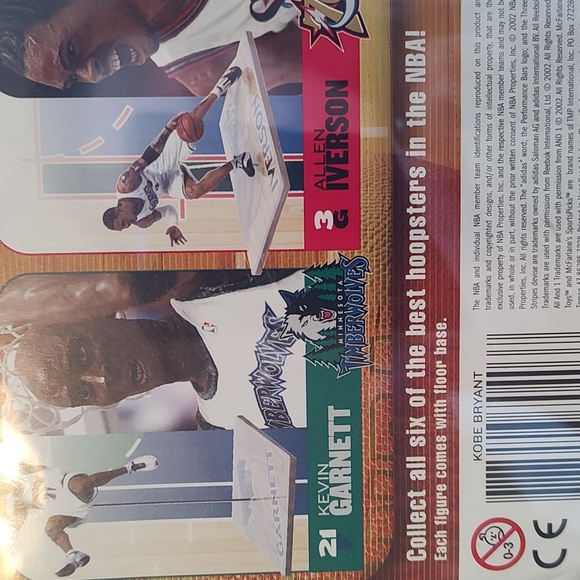 TIMBERWOLVES
MINNESOTA
TIMBERWOLVES
GARNETT
IVERSON
21 KEVIN
F GARNETT
3 ALLEN
G IVERSON
Collect all six of the best hoopsters in the NBA!
Each figure comes with floor base.
The NBA and individual NBA member team identifications reproduced on this product
trademarks and copyrighted designs, and/or other forms of intellectual property, that are the
exclusive property of NBA Properties, Inc. and the respective NBA member teams and may not be
used, in whole or in part, without the prior written consent of NBA Properties, Inc. © 2002 NBA
Properties, Inc. All rights reserved. The "adidas" word; the Performance Bars logo; and the Three
Stripes devise are trademarks owned by adidas-Salomon AG and adidas International BV. All Reebok
Trademarks are used with permission from Reebok International, Ltd. © 2002. All Rights Reserved.
All And 1 Trademarks are used with permission from AND 1 © 2002. All Rights Reserved. McFarlane
Toys™ and McFarlane's SportsPicks™ are brand names of TMP International, Inc. PO Box 27228
KOBE BRYANT
0-3
CE